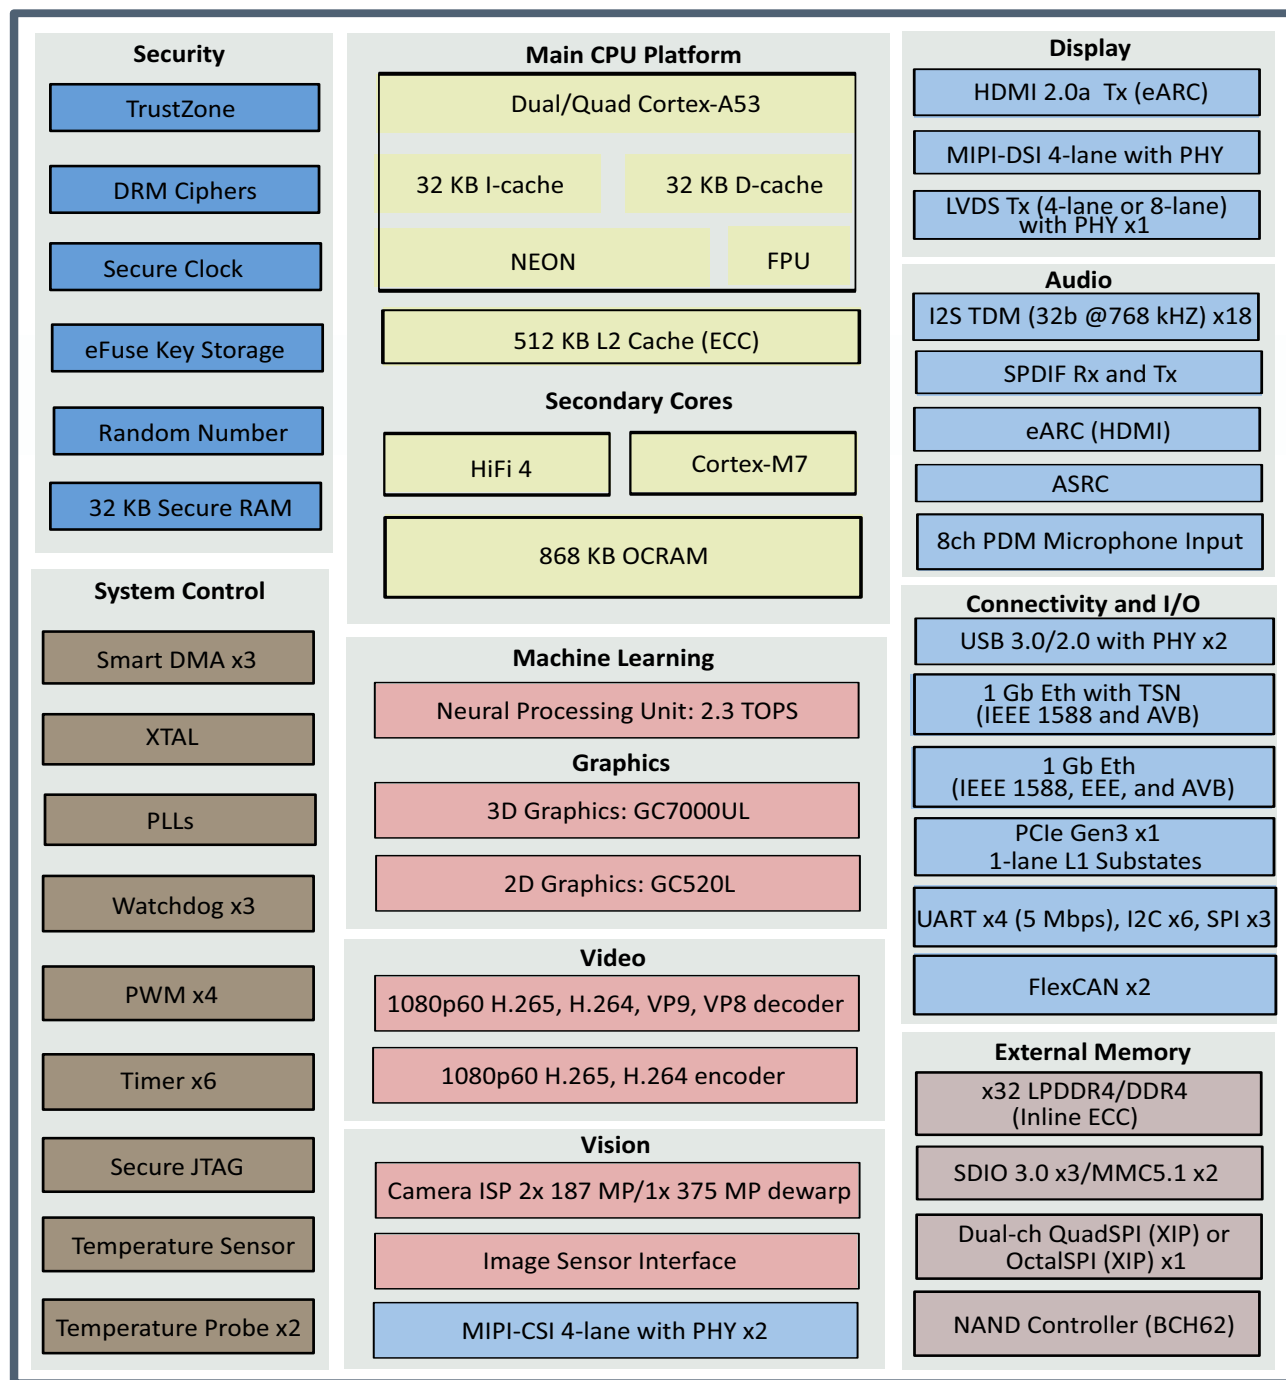 Security
TrustZone
DRM Ciphers
Secure Clock
eFuse Key Storage
Random Number
32 KB Secure RAM
System Control
Smart DMA x3
XTAL
PLLs
Watchdog x3
PWM x4
Timer x6
Secure JTAG
Temperature Sensor
Temperature Probe x2
Main CPU Platform
Dual/Quad Cortex-A53
32 KB I-cache
32 KB D-cache
NEON
FPU
512 KB L2 Cache (ECC)
Secondary Cores
HiFi 4
Cortex-M7
868 KB OCRAM
Machine Learning
Neural Processing Unit: 2.3 TOPS
Graphics
3D Graphics: GC7000UL
2D Graphics: GC520L
Video
1080p60 H.265, H.264, VP9, VP8 decoder
1080p60 H.265, H.264 encoder
Vision
Camera ISP 2x 187 MP/1x 375 MP dewarp
Image Sensor Interface
MIPI-CSI 4-lane with PHY x2
Display
HDMI 2.0a Tx (eARC)
MIPI-DSI 4-lane with PHY
LVDS Tx (4-lane or 8-lane)
with PHY x1
Audio
I2S TDM (32b @768 kHZ) x18
SPDIF Rx and Tx
eARC (HDMI)
ASRC
8ch PDM Microphone Input
Connectivity and I/O
USB 3.0/2.0 with PHY x2
1 Gb Eth with TSN
(IEEE 1588 and AVB)
1 Gb Eth
(IEEE 1588, EEE, and AVB)
PCIe Gen3 x1
1-lane L1 Substates
UART x4 (5 Mbps), I2C x6, SPI x3
FlexCAN x2
External Memory
x32 LPDDR4/DDR4
(Inline ECC)
SDIO 3.0 x3/MMC5.1 x2
Dual-ch QuadSPI (XIP) or
OctalSPI (XIP) x1
NAND Controller (BCH62)